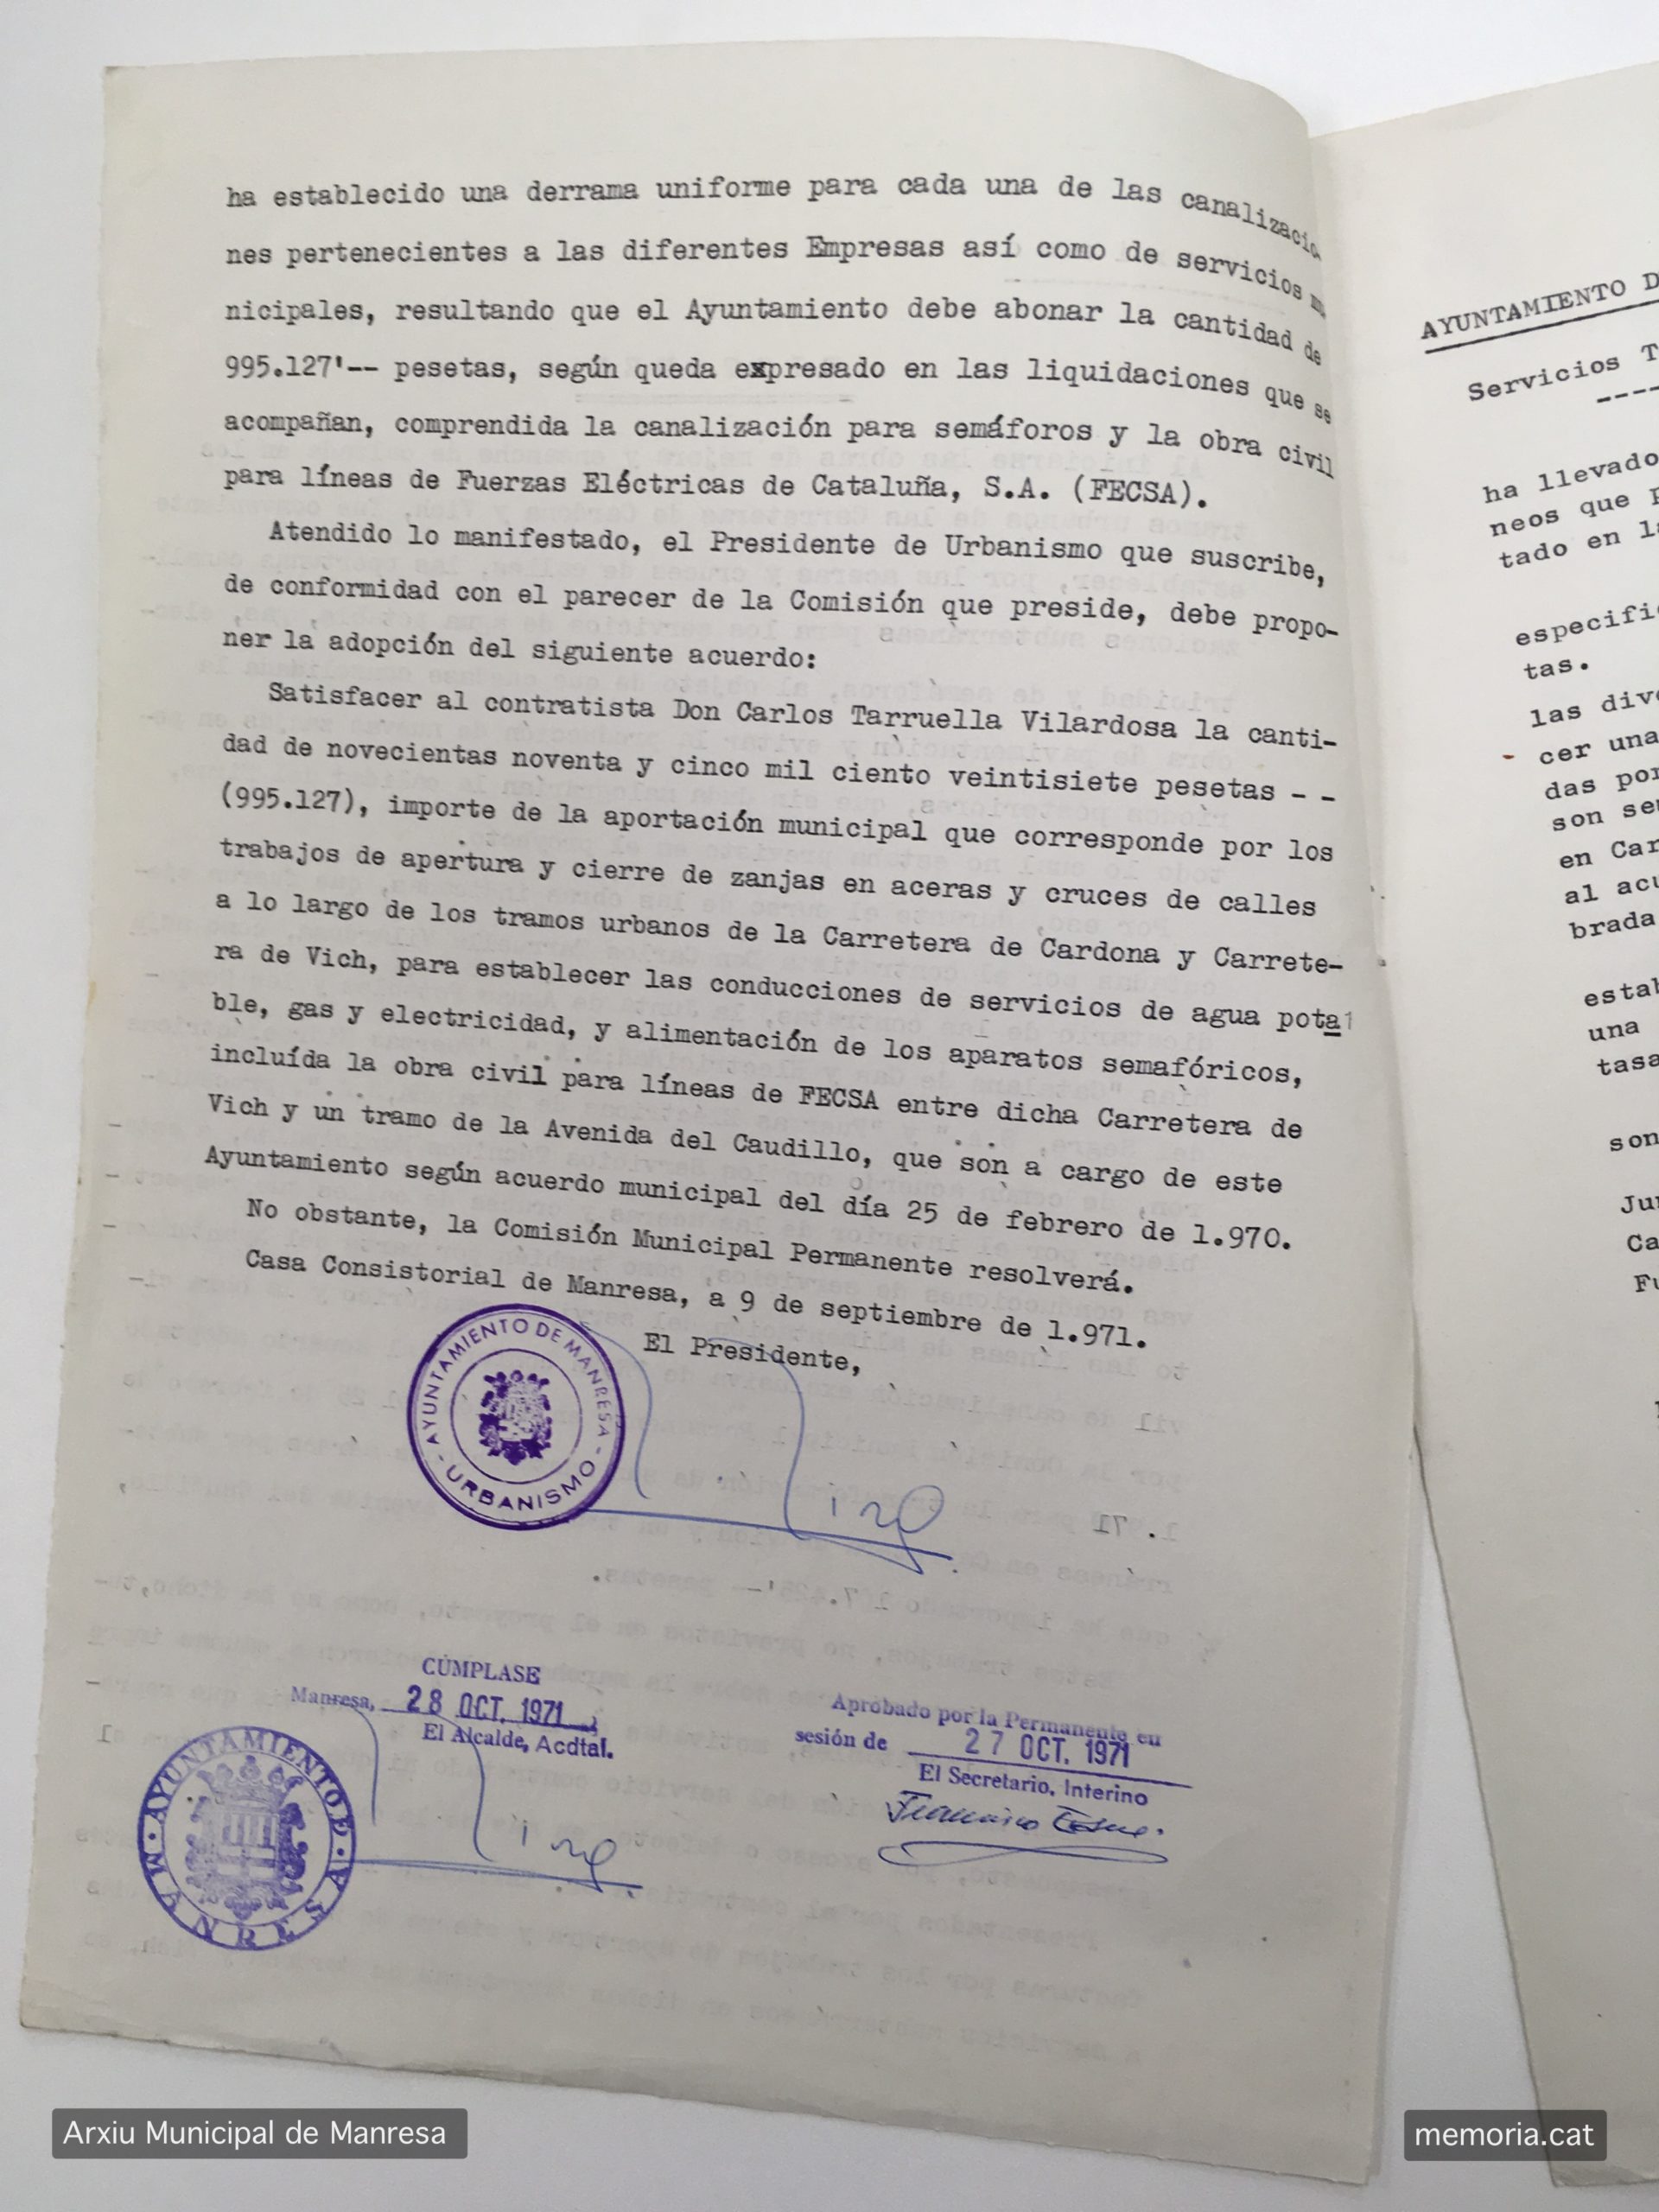 ha establecido una derrama uniforme para cada una de las canalizacio
nes pertenecientes a las diferentes Empresas así como de servicios mu
nicipales, resultando que el Ayuntamiento debe abonar la cantidad de
995.127'-- pesetas, según queda expresado en las liquidaciones que se
acompañan, comprendida la canalización para semáforos y la obra civil
para líneas de Fuerzas Eléctricas de Cataluña, S.A. (FECSA).
Atendido lo manifestado, el Presidente de Urbanismo que suscribe,
de conformidad con el parecer de la Comisión que preside, debe propo-
ner la adopción del siguiente acuerdo:
Satisfacer al contratista Don Carlos Tarruella Vilardosa la canti-
dad de novecientas noventa y cinco mil ciento veintisiete pesetas - -
(995.127), importe de la aportación municipal que corresponde por los
trabajos de apertura y cierre de zanjas en aceras y cruces de calles
a lo largo de los tramos urbanos de la Carretera de Cardona y Carrete-
ra de Vich, para establecer las conducciones de servicios de agua pota
ble, gas y electricidad, y alimentación de los aparatos semafóricos,
incluída la obra civil para líneas de FECSA entre dicha Carretera de
Vich y un tramo de la Avenida del Caudillo, que son a cargo de este
Ayuntamiento según acuerdo municipal del día 25 de febrero de 1.970.
No obstante, la Comisión Municipal Permanente resolverá.
Casa Consistorial de Manresa, a 9 de septiembre de 1.971.
El Presidente,
AYUNTAMIENTO DE MANRESA
- URBANISMO -
CÚMPLASE
Manresa, 28 OCT. 1971
El Alcalde, Acdtal.
AYUNTAMIENTO D
MANRESA
Aprobado por la Permanente en
sesión de 27 OCT. 1971
El Secretario, Interino
AYUNTAMIENTO D
Servicios T
ha llevado
neos que p
tado en la
especifi
tas.
las dive
cer una
das por
son se
en Car
al acu
brada
estab
una
tasa
son
Ju
Ca
Fu
Arxiu Municipal de Manresa
memoria.cat